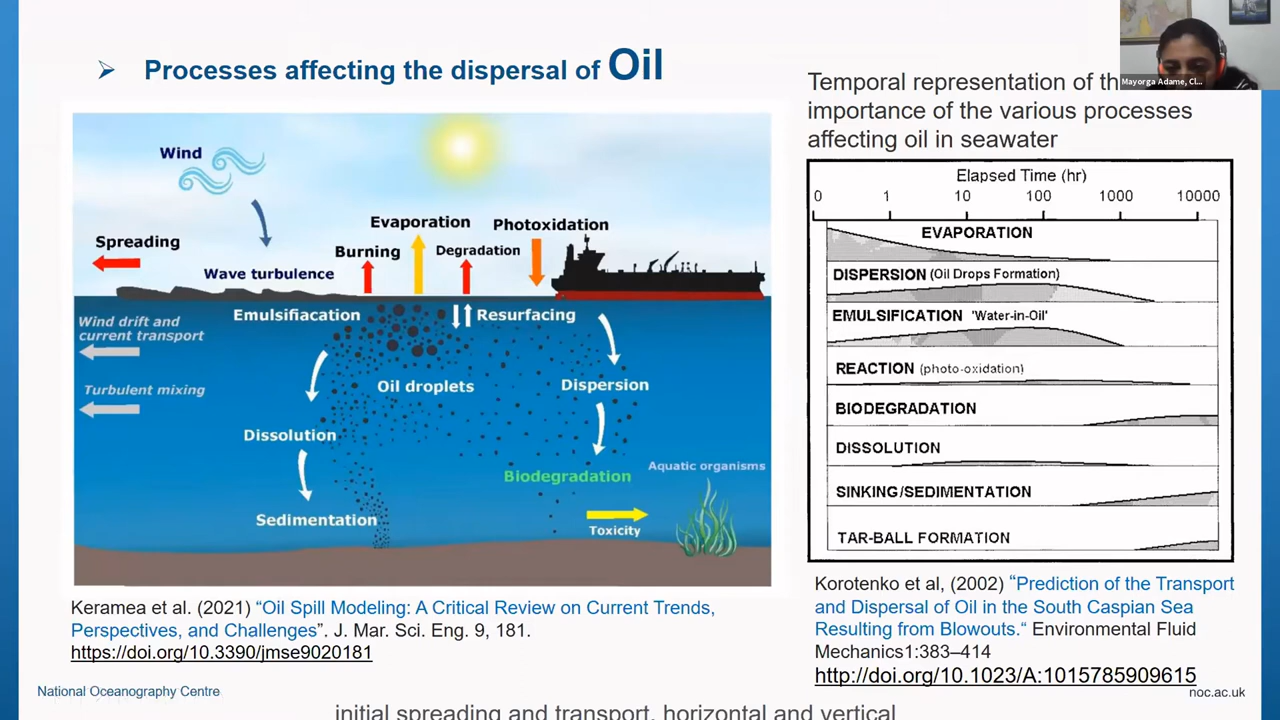 ➢ Processes affecting the dispersal of Oil
Wind
Evaporation
Photoxidation
Spreading
Burning
Degradation
Wave turbulence
Emulsifiacation
Resurfacing
Wind drift and
current transport
Turbulent mixing
Oil droplets
Dispersion
Dissolution
Aquatic organisms
Biodegradation
Sedimentation
Toxicity
Keramea et al. (2021) “Oil Spill Modeling: A Critical Review on Current Trends,
Perspectives, and Challenges”. J. Mar. Sci. Eng. 9, 181.
https://doi.org/10.3390/jmse9020181
Mayorga Adame, Cl...
Temporal representation of
importance of the various processes
affecting oil in seawater
Elapsed Time (hr)
0 1 10 100 1000 10000
EVAPORATION
DISPERSION (Oil Drops Formation)
EMULSIFICATION 'Water-in-Oil'
REACTION (photo-oxidation)
BIODEGRADATION
DISSOLUTION
SINKING/SEDIMENTATION
TAR-BALL FORMATION
Korotenko et al, (2002) “Prediction of the Transport
and Dispersal of Oil in the South Caspian Sea
Resulting from Blowouts.“ Environmental Fluid
Mechanics1:383–414
http://doi.org/10.1023/A:1015785909615
National Oceanography Centre
noc.ac.uk
initial spreading and transport, horizontal and vertical